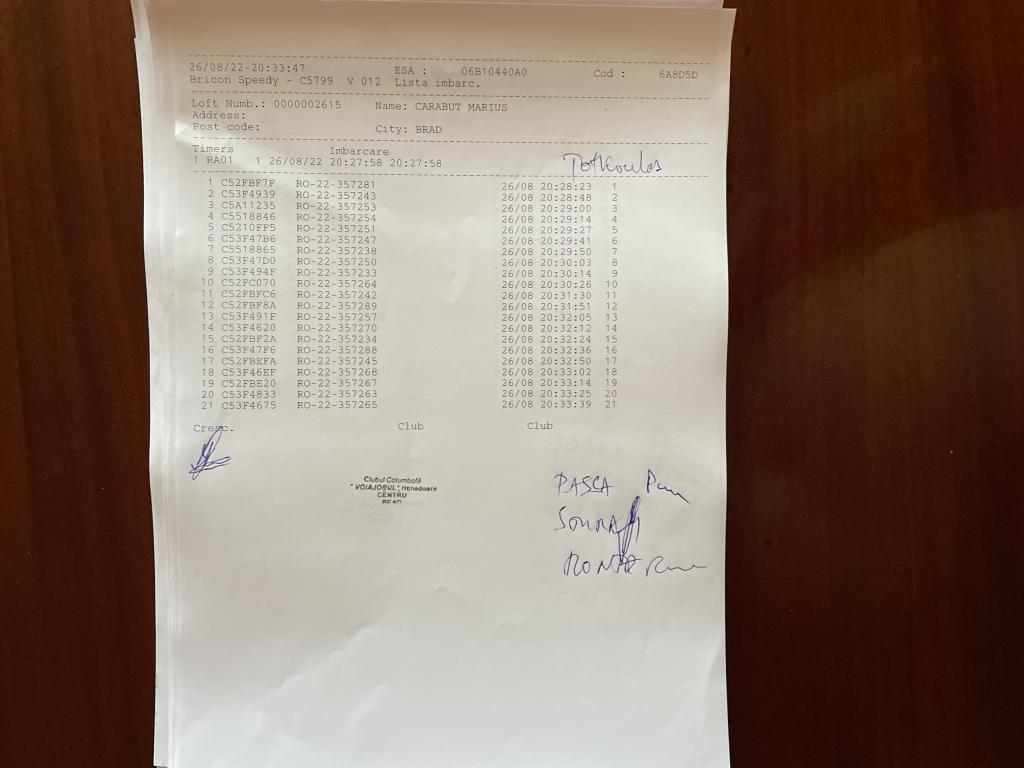 26/08/22-20:33:47 ESA : 06B10440A0 Cod : 6A8D5D
Bricon Speedy - C5799 V 012 Lista imbarc.
Loft Numb.: 0000002615 Name: CARABUT MARIUS
Address:
Post code: City: BRAD
Timers Imbarcare
1 RA01 1 26/08/22 20:27:58 20:27:58
1 C52FBF7F RO-22-357281 26/08 20:28:23 1
2 C53F4939 RO-22-357243 26/08 20:28:48 2
3 C5A11235 RO-22-357253 26/08 20:29:00 3
4 C5518846 RO-22-357254 26/08 20:29:14 4
5 C5210FF5 RO-22-357251 26/08 20:29:27 5
6 C53F47B6 RO-22-357247 26/08 20:29:41 6
7 C5518865 RO-22-357238 26/08 20:29:50 7
8 C53F47D0 RO-22-357250 26/08 20:30:03 8
9 C53F494F RO-22-357233 26/08 20:30:14 9
10 C52FC070 RO-22-357264 26/08 20:30:26 10
11 C52FBFC6 RO-22-357242 26/08 20:31:30 11
12 C52FBF8A RO-22-357289 26/08 20:31:51 12
13 C53F491F RO-22-357257 26/08 20:32:05 13
14 C53F4620 RO-22-357270 26/08 20:32:12 14
15 C52FBF2A RO-22-357234 26/08 20:32:24 15
16 C53F47F6 RO-22-357288 26/08 20:32:36 16
17 C52FBEFA RO-22-357245 26/08 20:32:50 17
18 C53F46EF RO-22-357268 26/08 20:33:02 18
19 C52FBE20 RO-22-357267 26/08 20:33:14 19
20 C53F4833 RO-22-357263 26/08 20:33:25 20
21 C53F4675 RO-22-357265 26/08 20:33:39 21
Cresc. Club Club
Clubul Columbofil
"VOIAJORUL" Hunedoara
CENTRU
PASCA